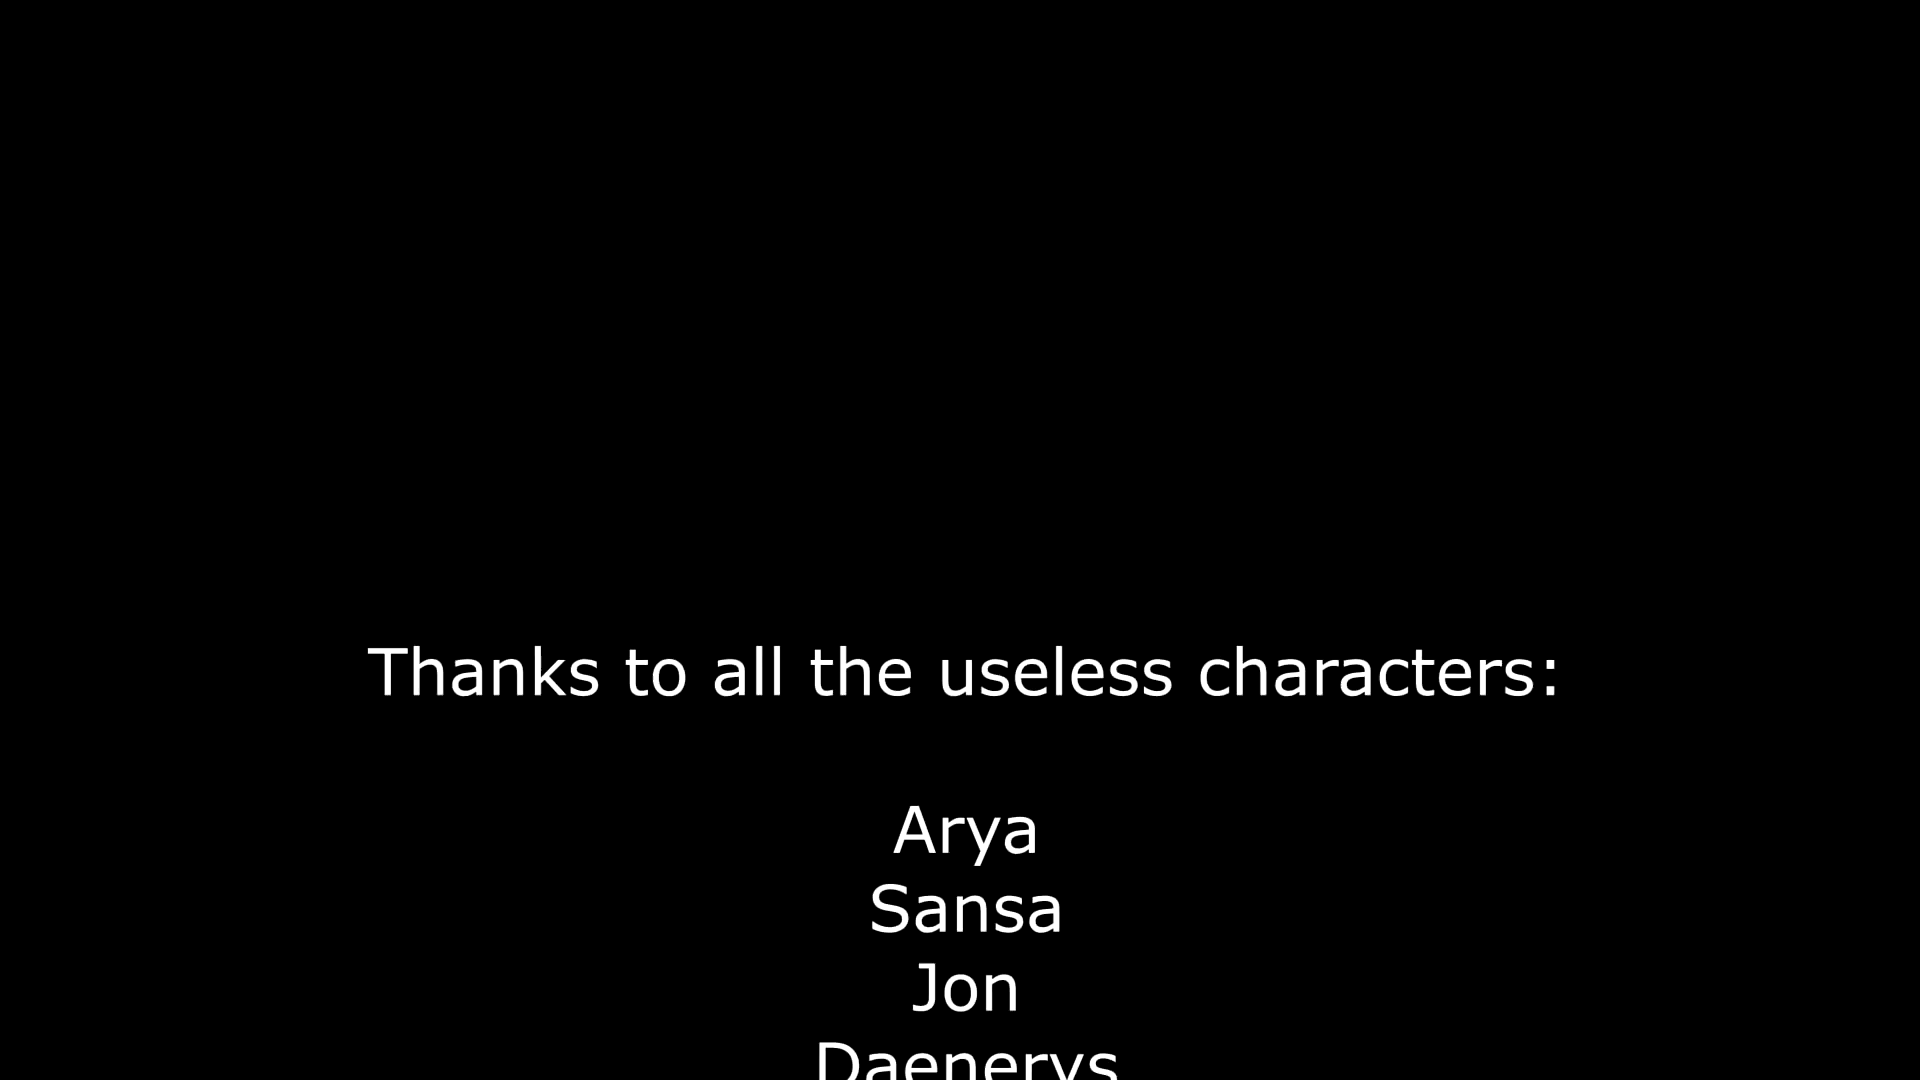 Thanks to all the useless characters:
Arya
Sansa
Jon
Daenerys